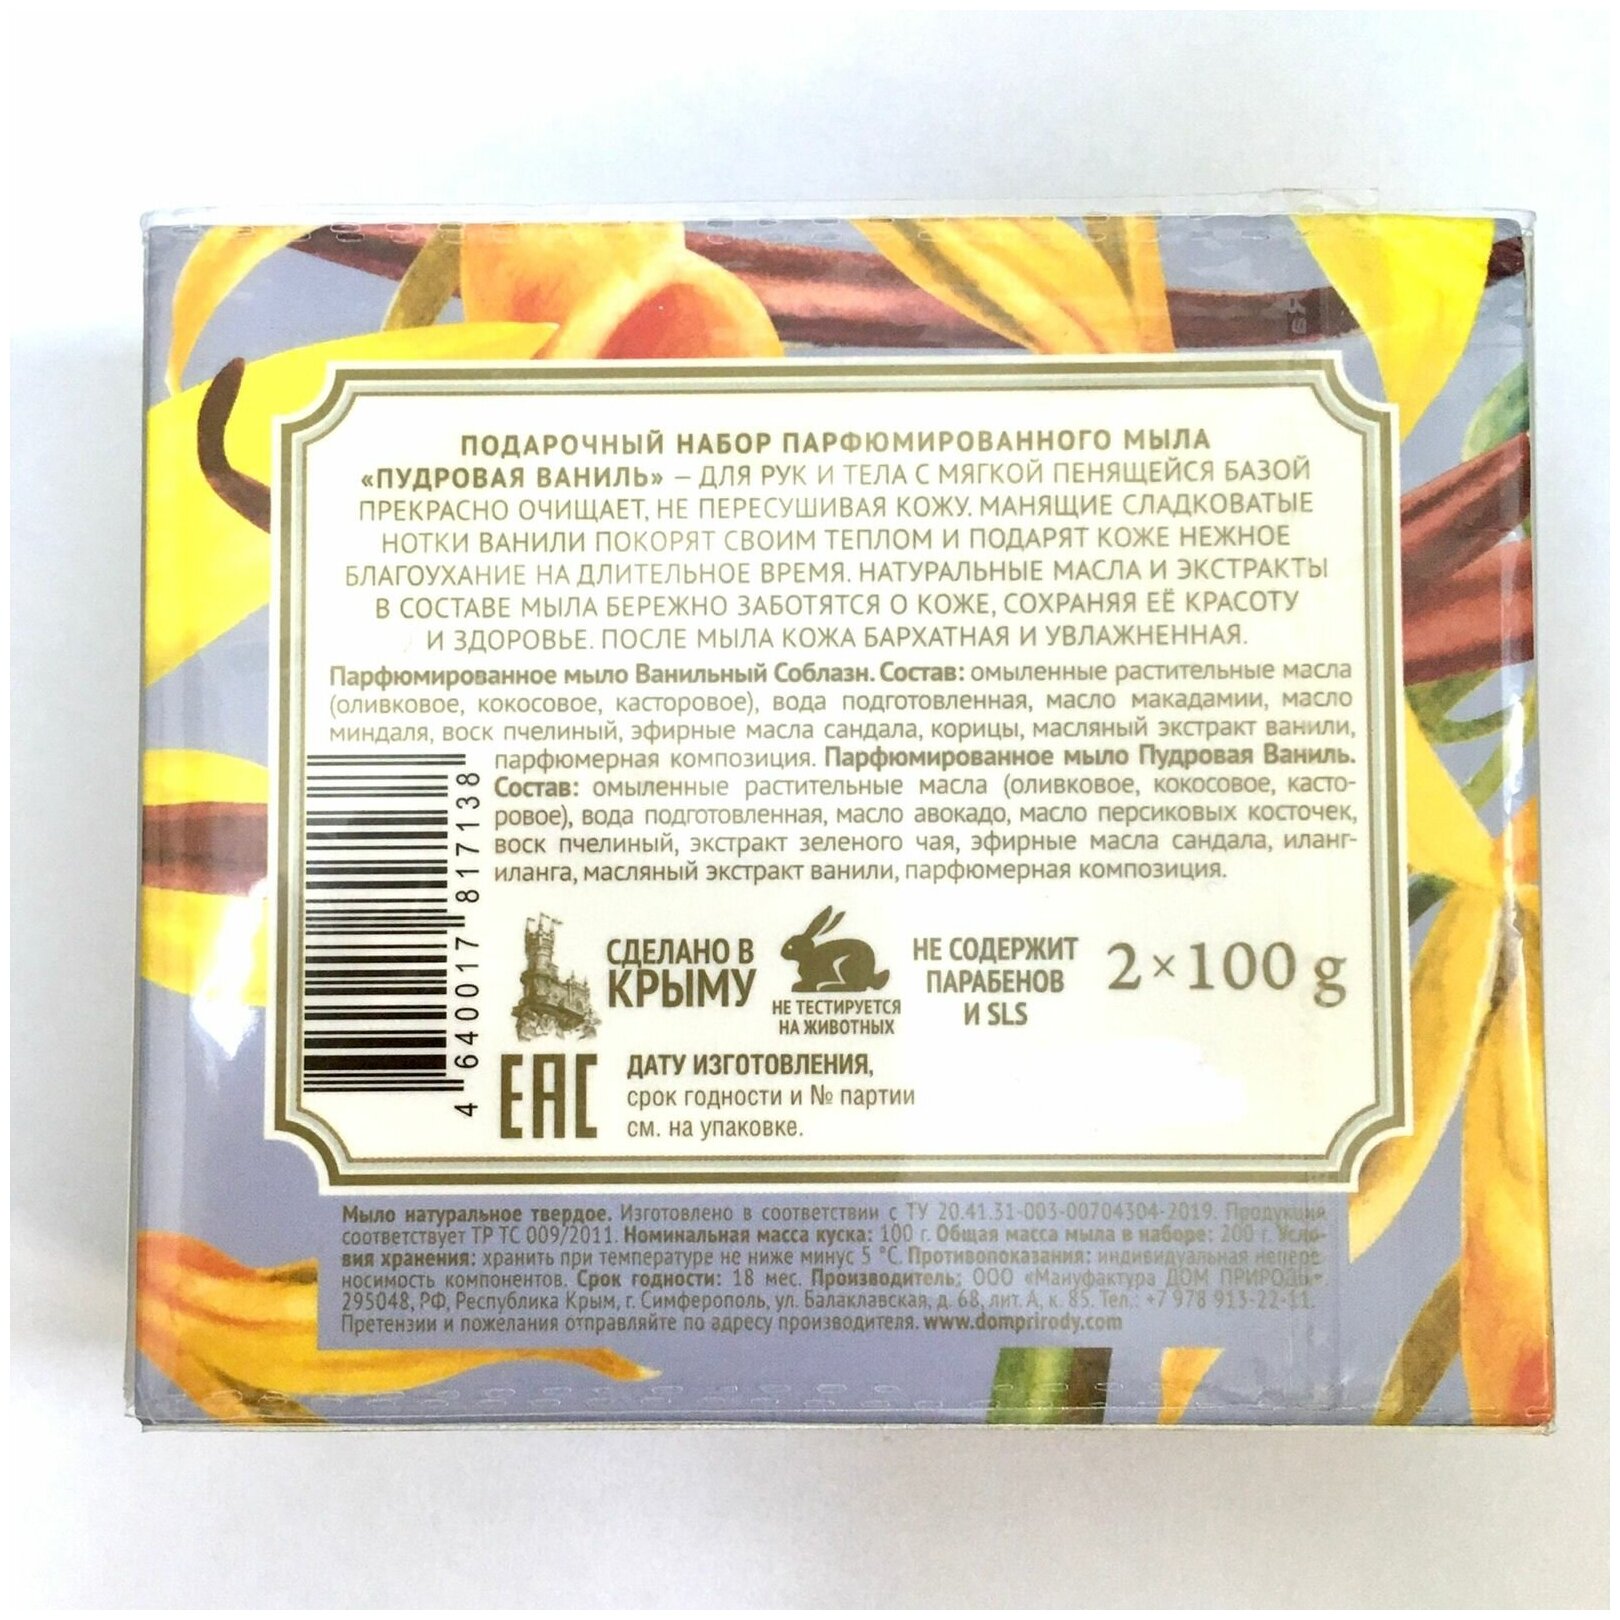 ПОДАРОЧНЫЙ НАБОР ПАРФЮМИРОВАННОГО МЫЛА
«ПУДРОВАЯ ВАНИЛЬ» – ДЛЯ РУК И ТЕЛА С МЯГКОЙ ПЕНЯЩЕЙСЯ БАЗОЙ
ПРЕКРАСНО ОЧИЩАЕТ, НЕ ПЕРЕСУШИВАЯ КОЖУ. МАНЯЩИЕ СЛАДКОВАТЫЕ
НОТКИ ВАНИЛИ ПОКОРЯТ СВОИМ ТЕПЛОМ И ПОДАРЯТ КОЖЕ НЕЖНОЕ
БЛАГОУХАНИЕ НА ДЛИТЕЛЬНОЕ ВРЕМЯ. НАТУРАЛЬНЫЕ МАСЛА И ЭКСТРАКТЫ
В СОСТАВЕ МЫЛА БЕРЕЖНО ЗАБОТЯТСЯ О КОЖЕ, СОХРАНЯЯ ЕЁ КРАСОТУ
И ЗДОРОВЬЕ. ПОСЛЕ МЫЛА КОЖА БАРХАТНАЯ И УВЛАЖНЕННАЯ.
Парфюмированное мыло Ванильный Соблазн. Состав: омыленные растительные масла
(оливковое, кокосовое, касторовое), вода подготовленная, масло макадамии, масло
миндаля, воск пчелиный, эфирные масла сандала, корицы, масляный экстракт ванили,
парфюмерная композиция. Парфюмированное мыло Пудровая Ваниль.
Состав: омыленные растительные масла (оливковое, кокосовое, касто-
ровое), вода подготовленная, масло авокадо, масло персиковых косточек,
воск пчелиный, экстракт зеленого чая, эфирные масла сандала, иланг-
иланга, масляный экстракт ванили, парфюмерная композиция.
4 640017 817138
СДЕЛАНО В
КРЫМУ
НЕ ТЕСТИРУЕТСЯ
НА ЖИВОТНЫХ
НЕ СОДЕРЖИТ
ПАРАБЕНОВ
И SLS
2×100 g
ЕАС
ДАТУ ИЗГОТОВЛЕНИЯ,
срок годности и № партии
см. на упаковке.
Мыло натуральное твердое. Изготовлено в соответствии с ТУ 20.41.31-003-00704304-2019. Продукция
соответствует ТР ТС 009/2011. Номинальная масса куска: 100 г. Общая масса мыла в наборе: 200 г. Усло-
вия хранения: хранить при температуре не ниже минус 5 °C. Противопоказания: индивидуальная непере-
носимость компонентов. Срок годности: 18 мес. Производитель: ООО «Мануфактура ДОМ ПРИРОДЫ».
295048, РФ, Республика Крым, г. Симферополь, ул. Балаклавская, д. 68, лит. А, к. 85. Тел.: +7 978 913-22-11.
Претензии и пожелания отправляйте по адресу производителя. www.domprirody.com